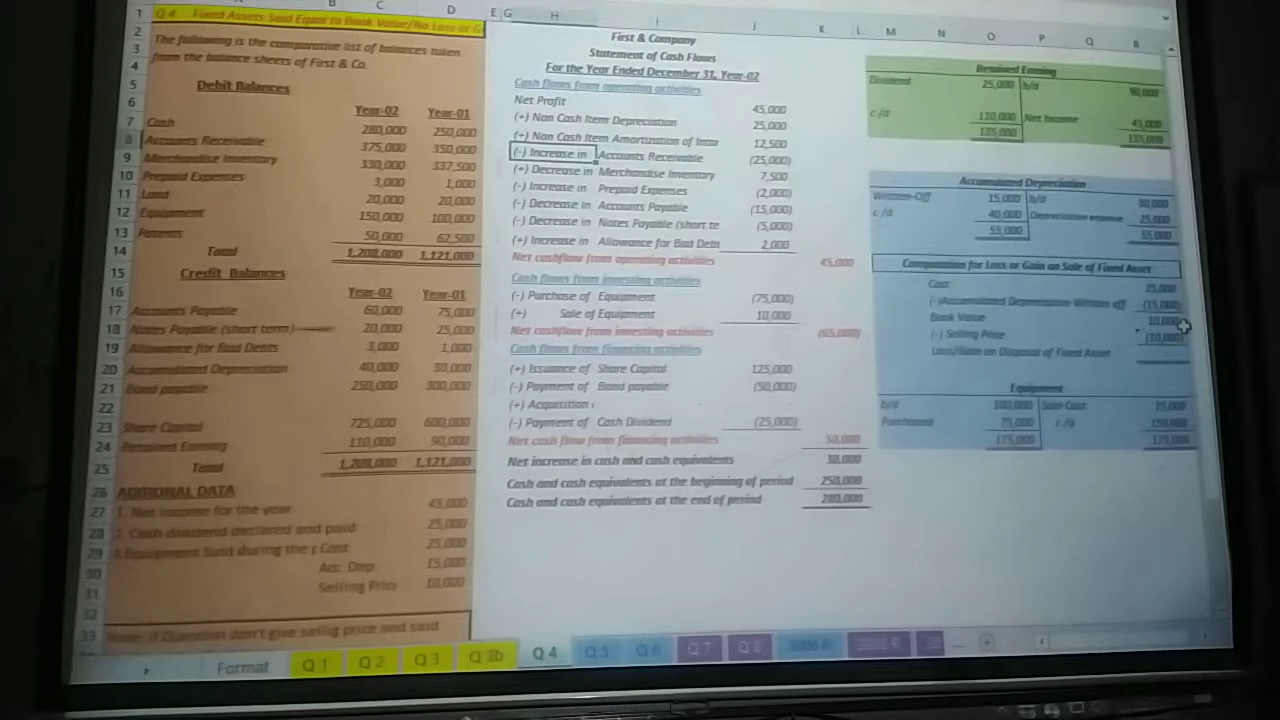 Q 4 Fixed Assets Sold Equal to Book Value/No Loss or G
The following is the comparative list of balances taken
from the balance sheets of First & Co.
Debit Balances
Year-02 Year-01
Cash 280,000 250,000
Accounts Receivable 375,000 350,000
Merchandise Inventory 330,000 337,500
Prepaid Expenses 3,000 1,000
Land 20,000 20,000
Equipment 150,000 100,000
Patents 50,000 62,500
Total 1,208,000 1,121,000
Credit Balances
Year-02 Year-01
Accounts Payable 60,000 75,000
Notes Payable (short term) 20,000 25,000
Allowance for Bad Debts 3,000 1,000
Accumulated Depreciation 40,000 30,000
Bond payable 250,000 300,000
Share Capital 725,000 600,000
Retained Earning 110,000 90,000
Total 1,208,000 1,121,000
ADITIONAL DATA
1. Net Income for the year 45,000
2. Cash dividend declared and paid 25,000
3.Equipment Sold during the p Cost 25,000
Acc. Dep 15,000
Selling Price 10,000
Note: if Question don't give sellig price and said
First & Company
Statement of Cash Flows
For the Year Ended December 31, Year-02
Cash flows from operating activities
Net Profit 45,000
(+) Non Cash Item Depreciation 25,000
(+) Non Cash Item Amortization of Intar 12,500
(-) Increase in Accounts Receivable (25,000)
(+) Decrease in Merchandise Inventory 7,500
(-) Increase in Prepaid Expenses (2,000)
(-) Decrease in Accounts Payable (15,000)
(-) Decrease in Notes Payable (short te (5,000)
(+) Increase in Allowance for Bad Debt 2,000
Net cashflow from operating activities 45,000
Cash flows from investing activities
(-) Purchase of Equipment (75,000)
(+) Sale of Equipment 10,000
Net cashflow from investing activities (65,000)
Cash flows from financing activities
(+) Issuance of Share Capital 125,000
(-) Payment of Bond payable (50,000)
(+) Acquisition
(-) Payment of Cash Dividend (25,000)
Net cash flow from financing activities 50,000
Net increase in cash and cash equivalents 30,000
Cash and cash equivalents at the beginning of period 250,000
Cash and cash equivalents at the end of period 280,000
Retained Earning
Dividend 25,000 b/d 90,000
c/d 110,000 Net Income 45,000
135,000 135,000
Accumulated Depreciation
Written-Off 15,000 b/d 30,000
c/d 40,000 Depreciation expense 25,000
55,000 55,000
Computation for Loss or Gain on Sale of Fixed Asset
Cost 25,000
(-)Accumulated Depreciation-Written off (15,000)
Book Value 10,000
(-) Selling Price (10,000)
Loss/Gain on Disposal of Fixed Asset
Equipment
b/d 100,000 Sale-Cost 25,000
Purchased 75,000 c/d 150,000
175,000 175,000
Format Q 1 Q 2 Q 3 Q 3b Q 4 Q 5 Q 6 Q 7 Q 8